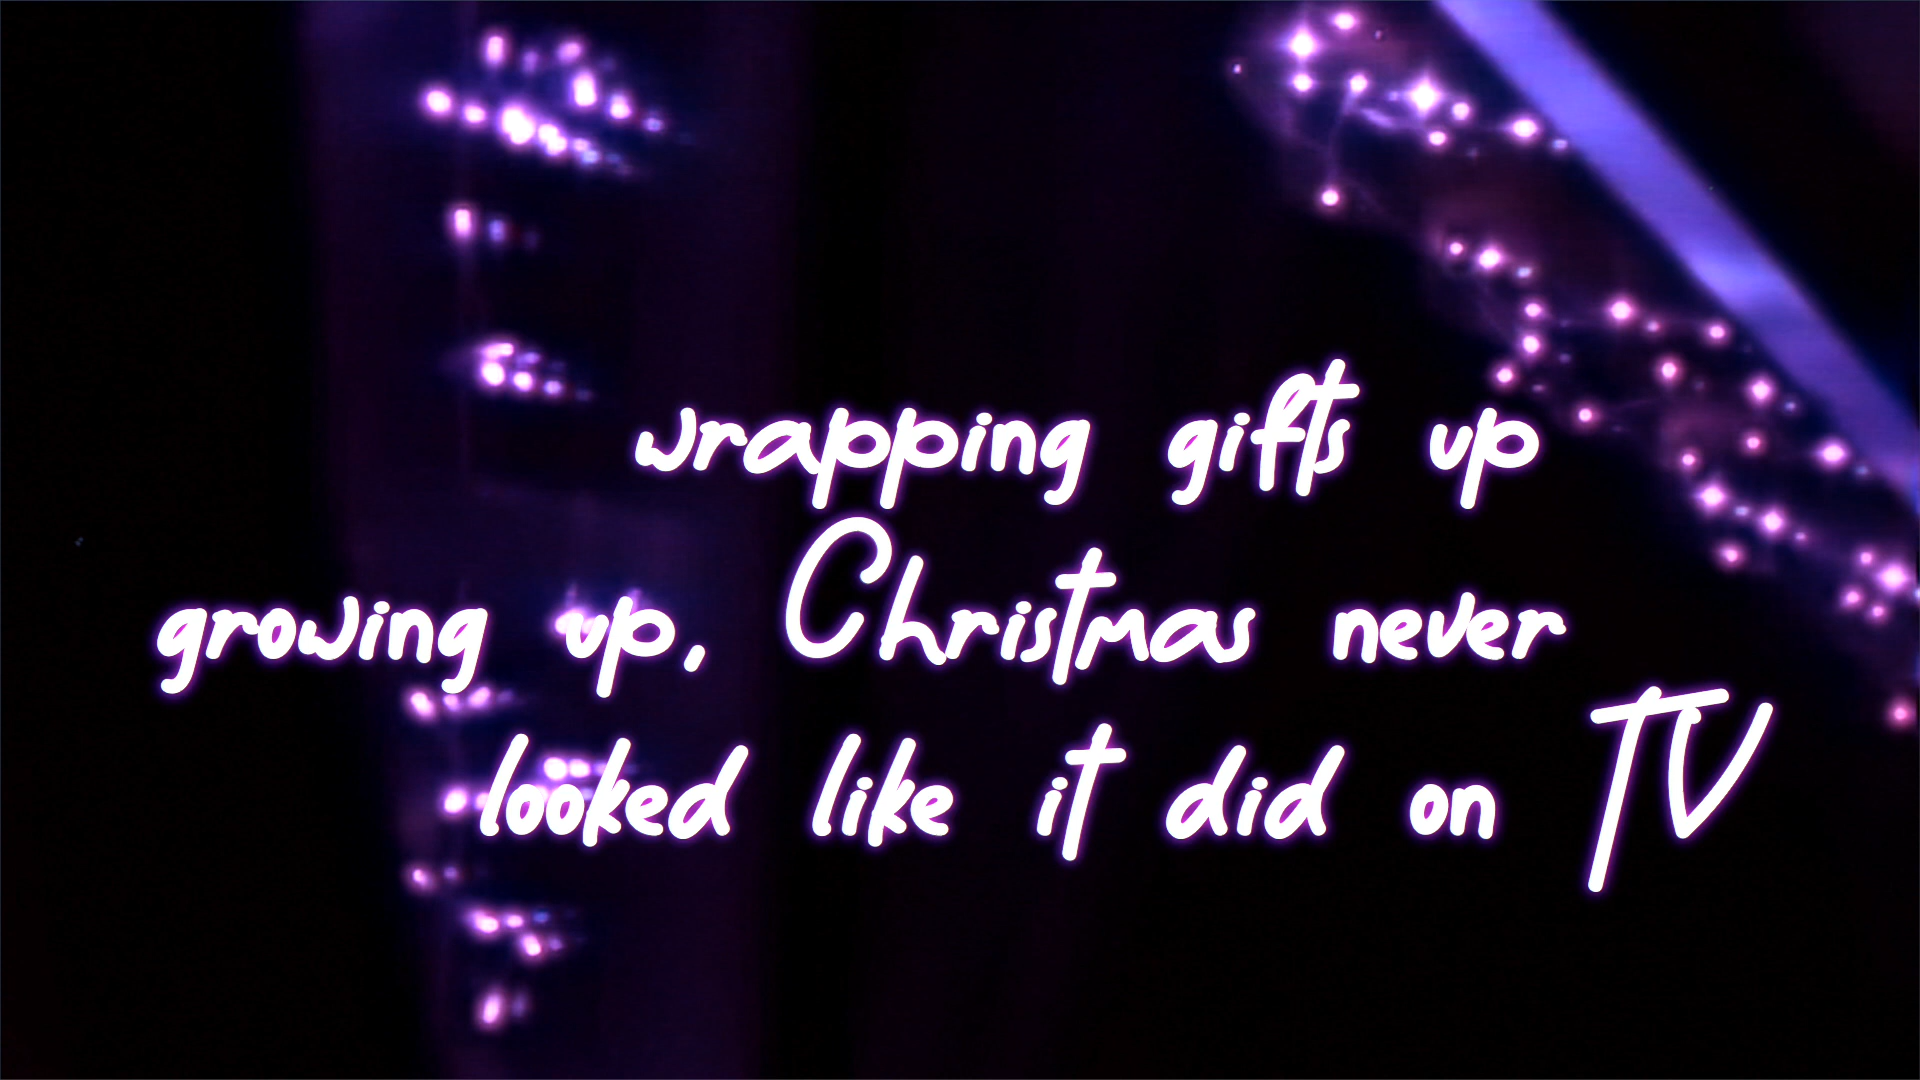 wrapping gifts up
growing up, Christmas never
looked like it did on TV